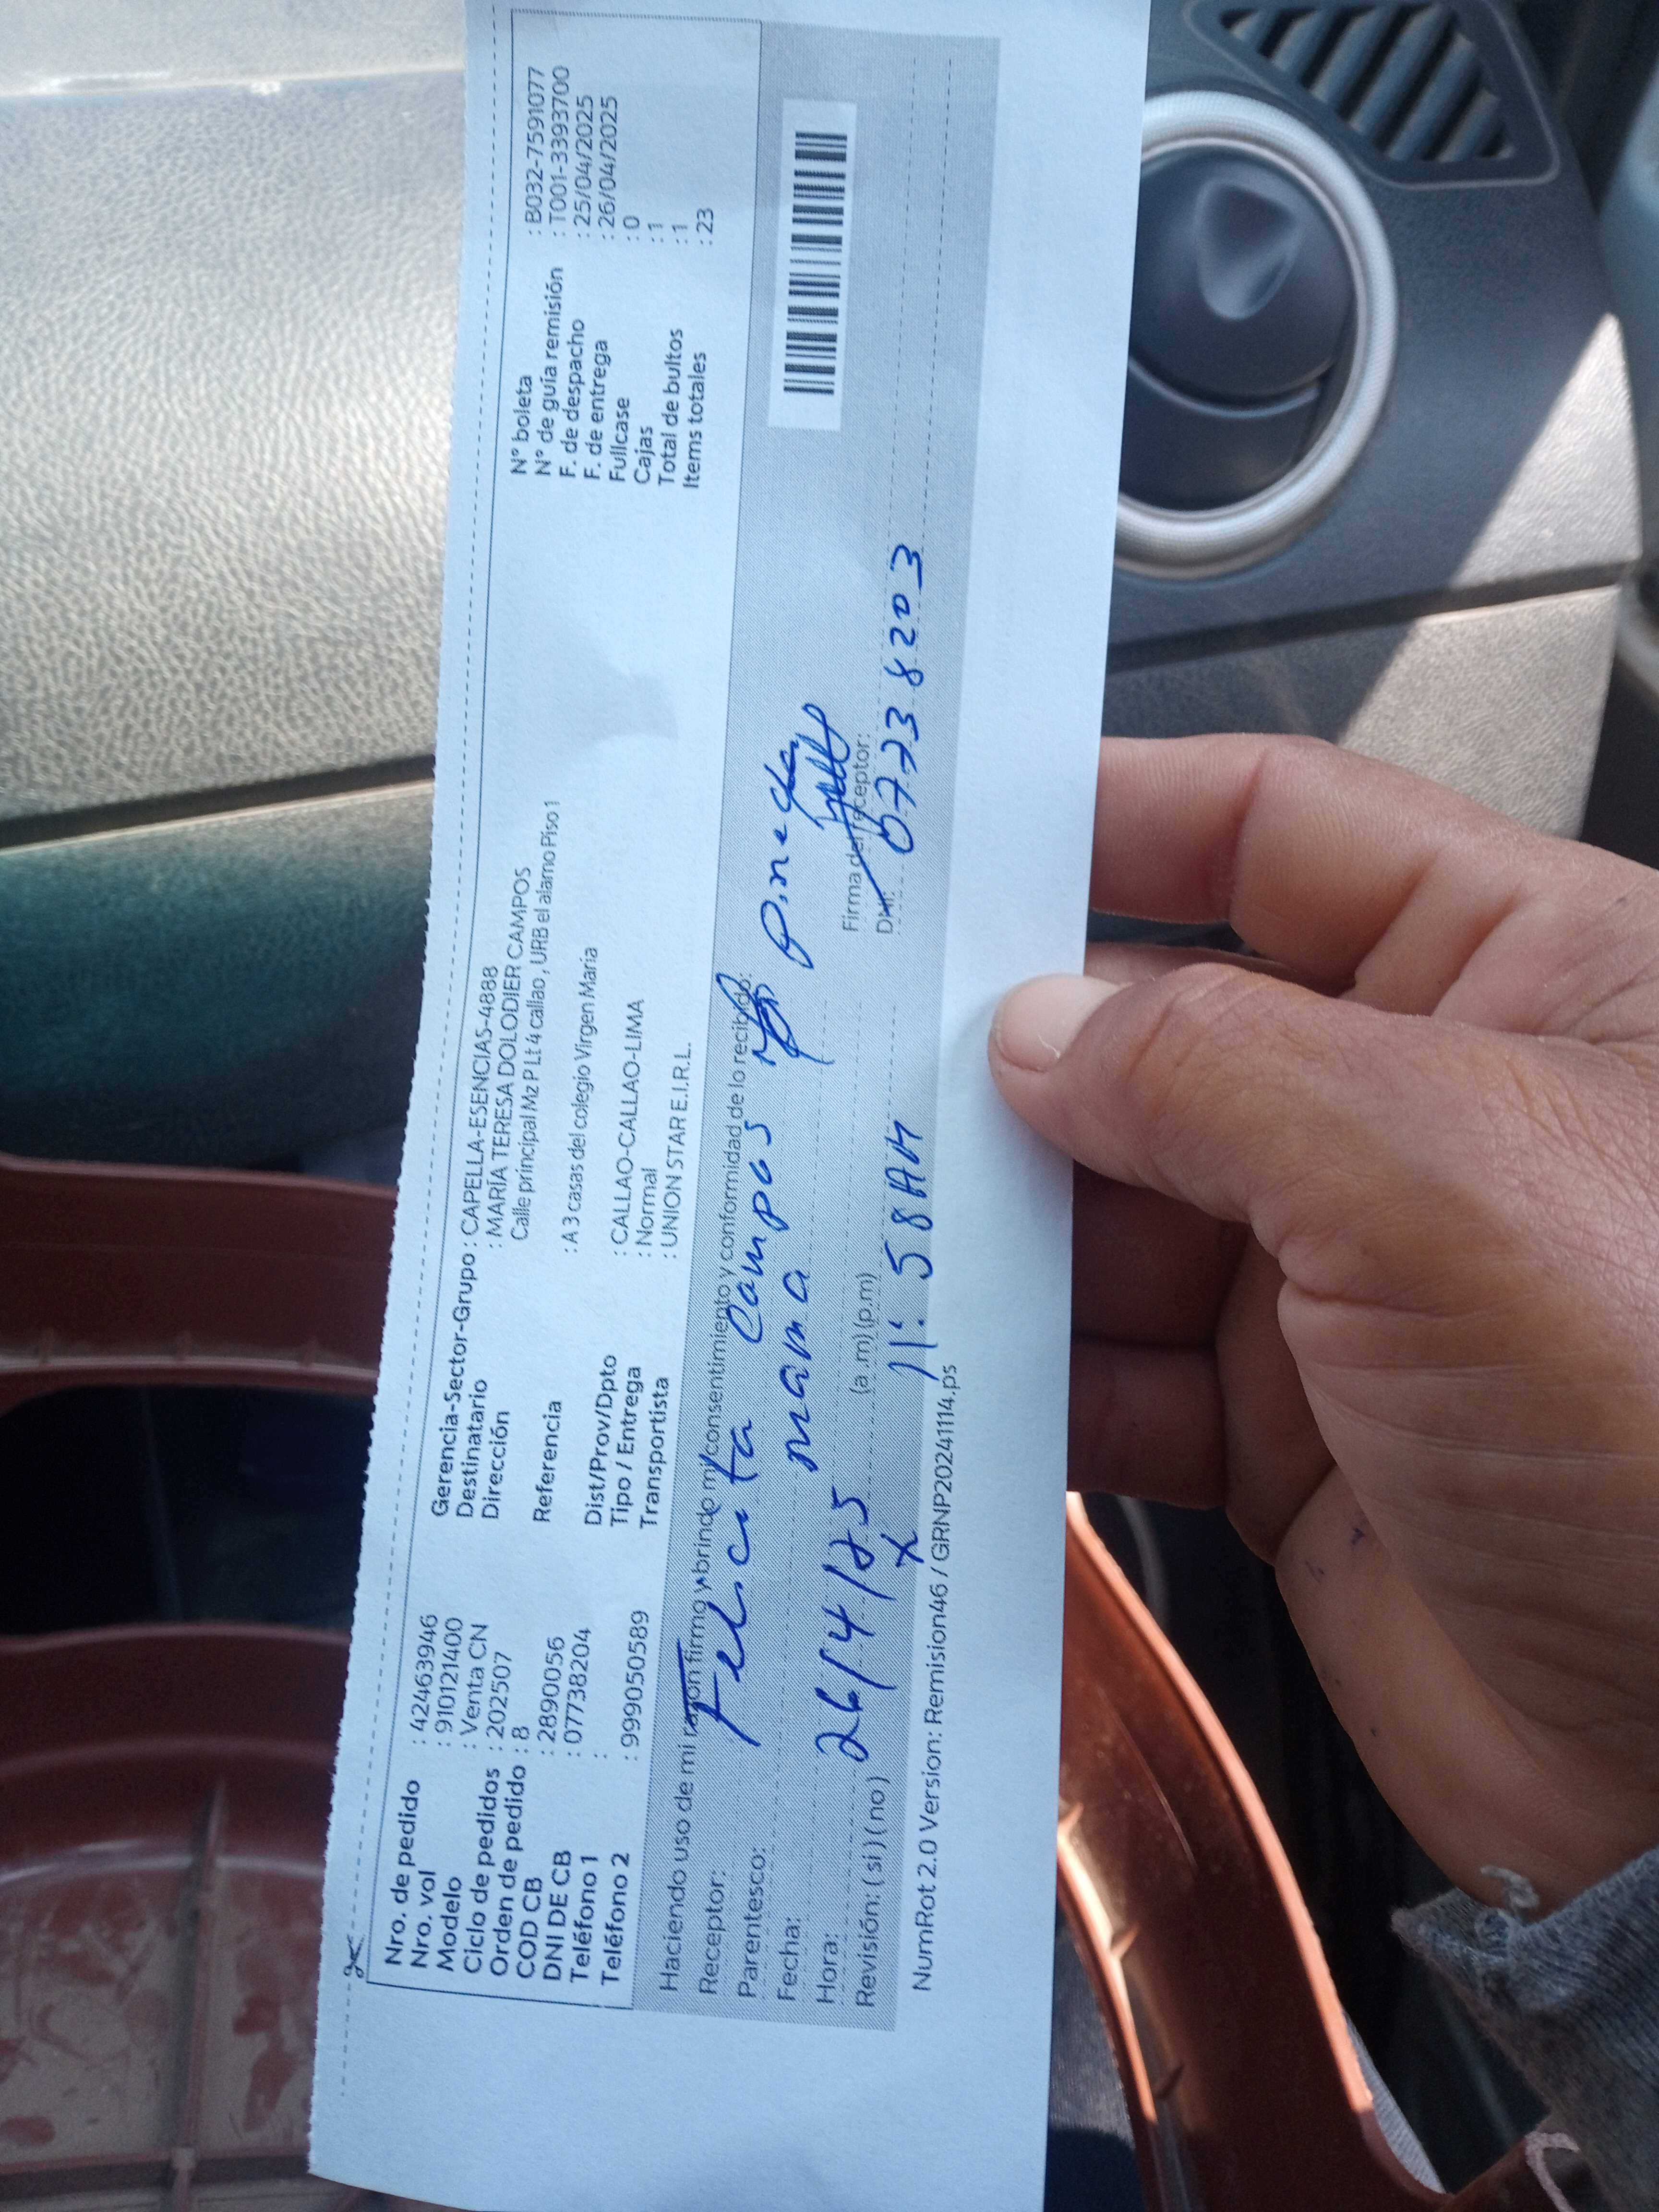 Nro. de pedido : 42463946
Nro. vol : 910121400
Modelo : Venta CN
Ciclo de pedidos : 202507
Orden de pedido : 8
COD CB : 2890056
DNI DE CB : 07738204
Teléfono 1 :
Teléfono 2 : 999050589
Gerencia-Sector-Grupo : CAPELLA-ESENCIAS-4888
Destinatario : MARÍA TERESA DOLODIER CAMPOS
Dirección Calle principal Mz P Lt 4 callao , URB el alamo Piso 1
Referencia : A 3 casas del colegio Virgen Maria
Dist/Prov/Dpto : CALLAO-CALLAO-LIMA
Tipo / Entrega : Normal
Transportista : UNION STAR E.I.R.L.
N° boleta : B032-7591077
N° de guía remisión : T001-3393700
F. de despacho : 25/04/2025
F. de entrega : 26/04/2025
Fullcase : 0
Cajas : 1
Total de bultos : 1
Items totales : 23
Haciendo uso de mi razón firmo y brindo mi consentimiento y conformidad de lo recibido:
Receptor: Felicita Campos Pineda
Parentesco: mama
Fecha: 26/4/25
Hora: (a.m) (p.m) 11:58 AM
Revisión: ( si ) ( no ) X
Firma del receptor:
DNI: 07738203
NumRot 2.0 Version: Remision46 / GRNP20241114.ps